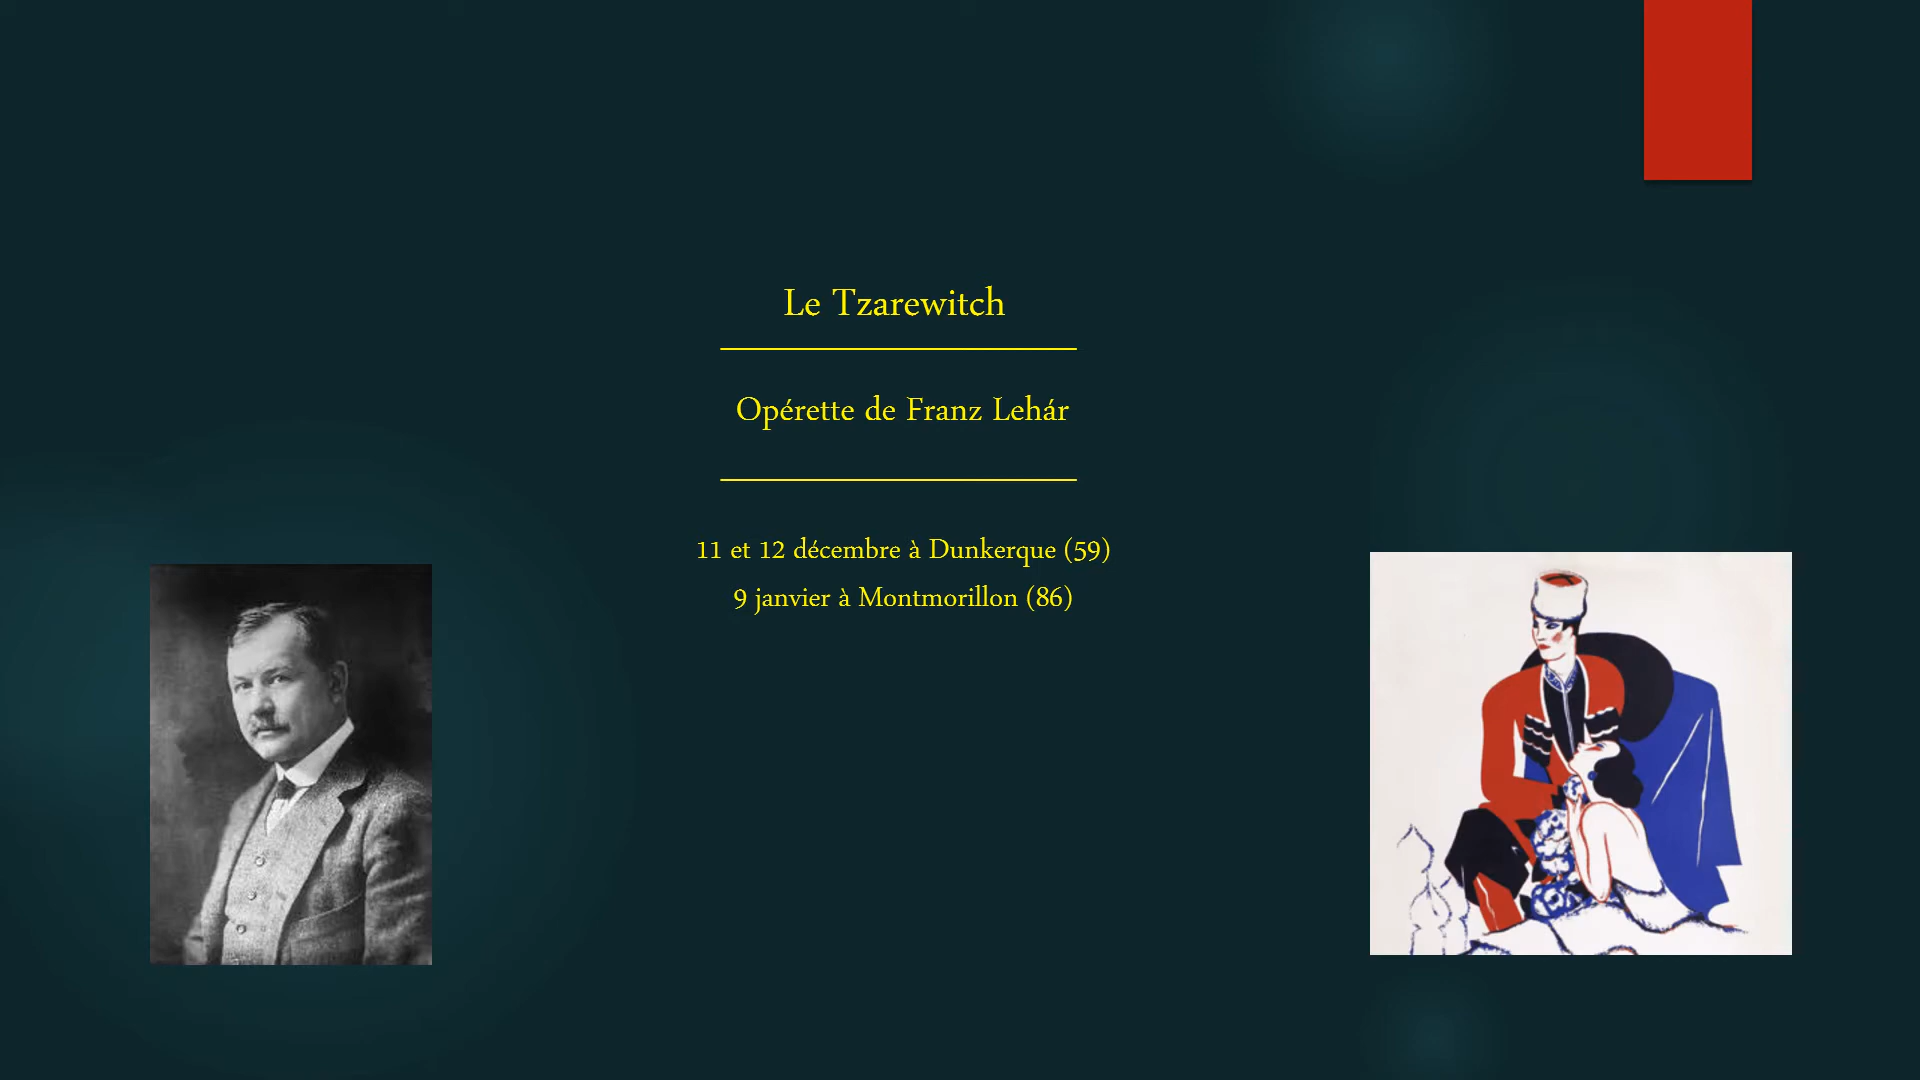 Le Tzarewitch
Opérette de Franz Lehár
11 et 12 décembre à Dunkerque (59)
9 janvier à Montmorillon (86)